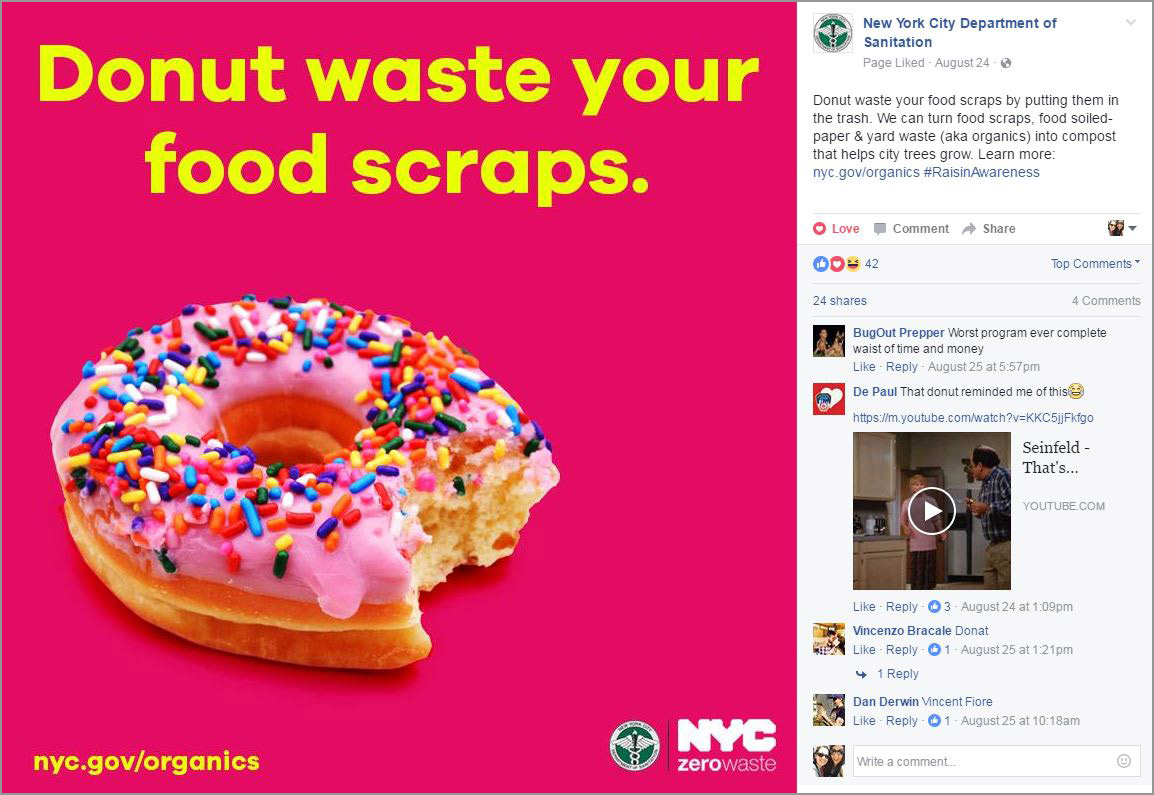 Donut waste your
food scraps.
nyc.gov/organics
NYC
zerowaste
New York City Department of
Sanitation
Page Liked · August 24 ·
Donut waste your food scraps by putting them in
the trash. We can turn food scraps, food soiled-
paper & yard waste (aka organics) into compost
that helps city trees grow. Learn more:
nyc.gov/organics #RaisinAwareness
Love Comment Share
42 Top Comments
24 shares 4 Comments
BugOut Prepper Worst program ever complete
waist of time and money
Like · Reply · August 25 at 5:57pm
De Paul That donut reminded me of this😂
https://m.youtube.com/watch?v=KKC5jjFkfgo
Seinfeld -
That's...
YOUTUBE.COM
Like · Reply · 3 · August 24 at 1:09pm
Vincenzo Bracale Donat
Like · Reply · 1 · August 25 at 1:21pm
1 Reply
Dan Derwin Vincent Fiore
Like · Reply · 1 · August 25 at 10:18am
Write a comment...